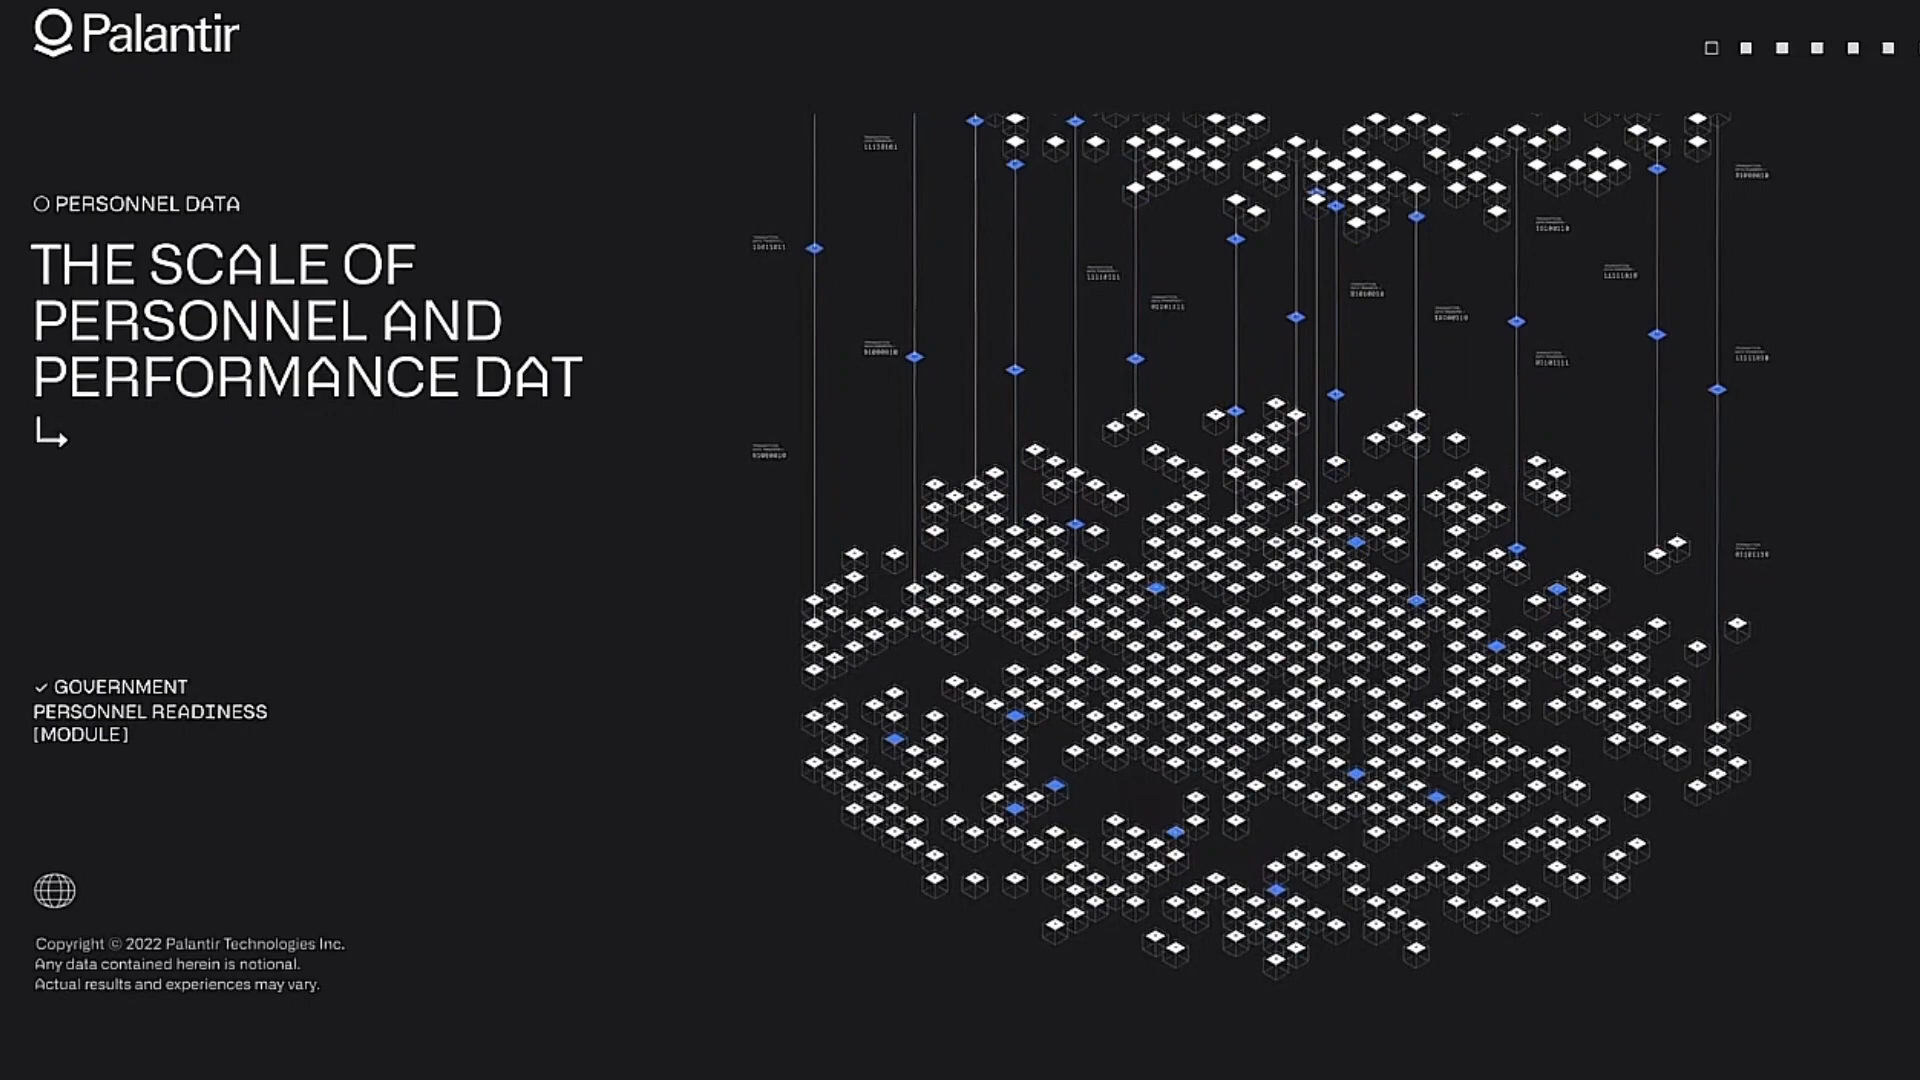 Palantir
PERSONNEL DATA
THE SCALE OF
PERSONNEL AND
PERFORMANCE DAT
GOVERNMENT
PERSONNEL READINESS
[MODULE]
Copyright © 2022 Palantir Technologies Inc.
Any data contained herein is notional.
Actual results and experiences may vary.